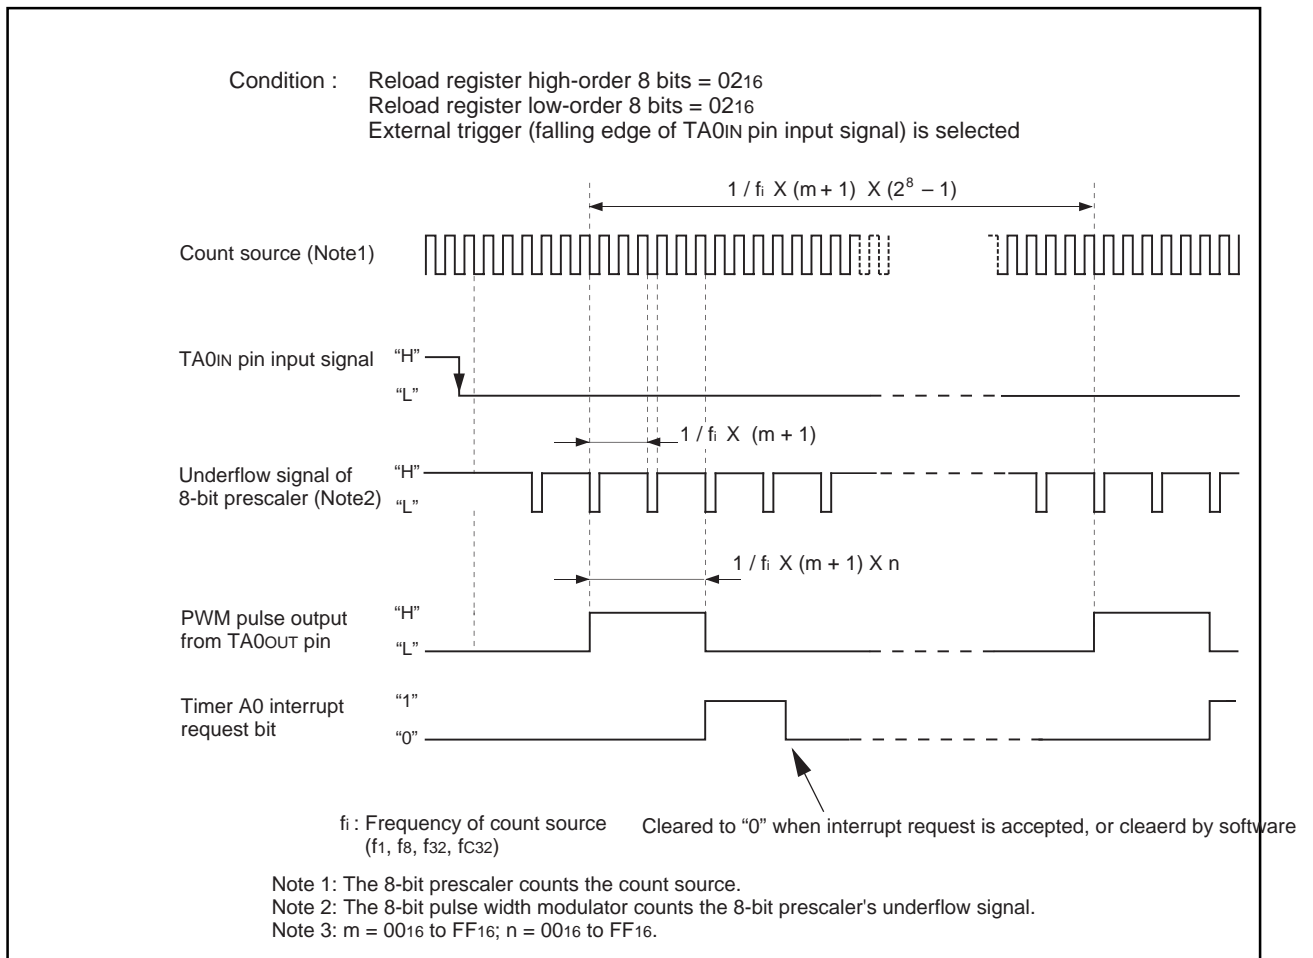 Condition : Reload register high-order 8 bits = 0216
Reload register low-order 8 bits = 0216
External trigger (falling edge of TA0IN pin input signal) is selected
1 / fi X (m + 1) X (2^8 – 1)
Count source (Note1)
TA0IN pin input signal
“H”
“L”
1 / fi X (m + 1)
Underflow signal of
8-bit prescaler (Note2)
“H”
“L”
1 / fi X (m + 1) X n
PWM pulse output
from TA0OUT pin
“H”
“L”
Timer A0 interrupt
request bit
“1”
“0”
fi : Frequency of count source
(f1, f8, f32, fC32)
Cleared to “0” when interrupt request is accepted, or cleaerd by software
Note 1: The 8-bit prescaler counts the count source.
Note 2: The 8-bit pulse width modulator counts the 8-bit prescaler's underflow signal.
Note 3: m = 0016 to FF16; n = 0016 to FF16.